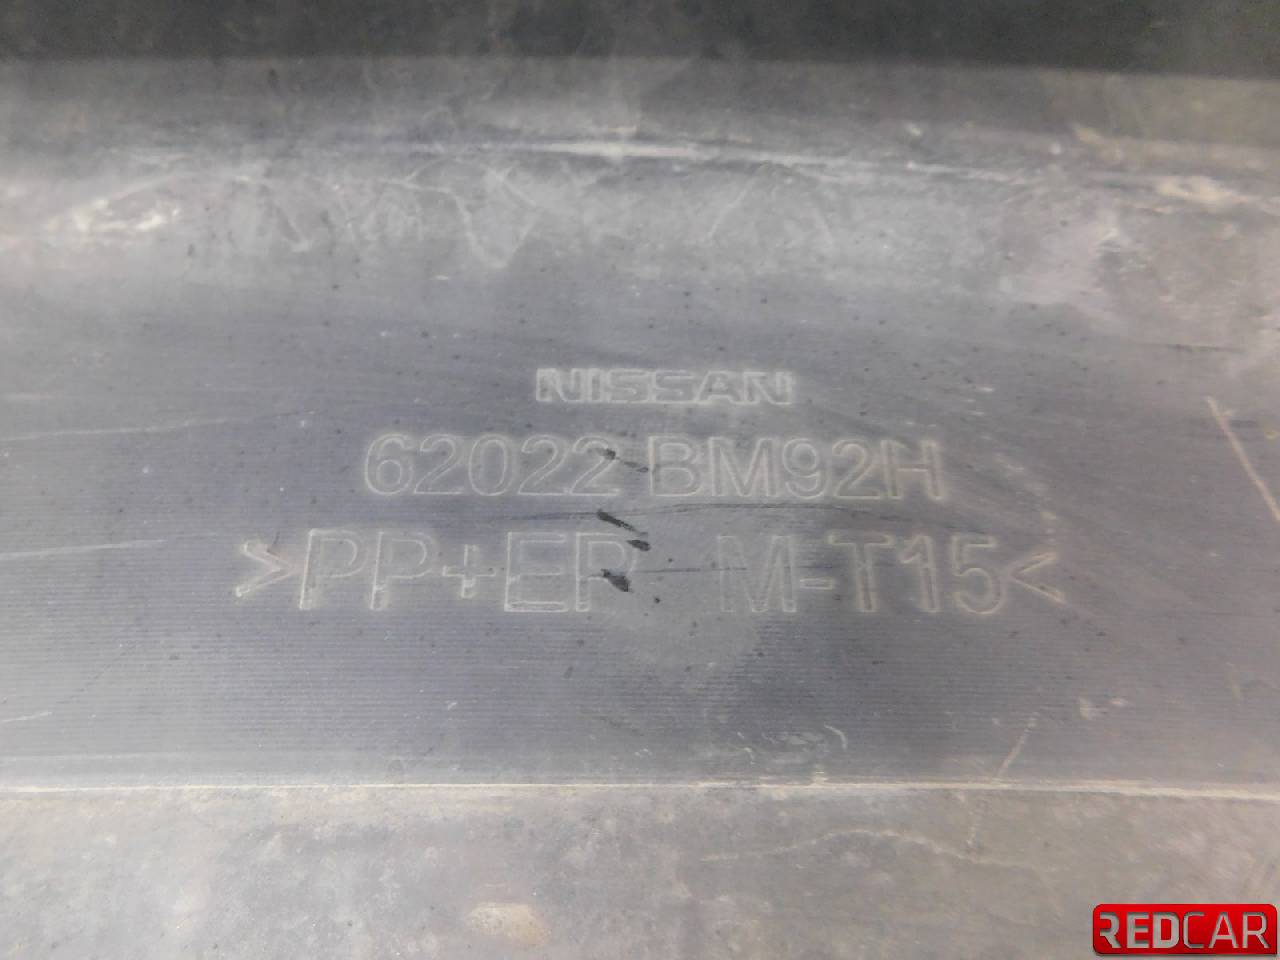 NISSAN
62022 BM92H
>PP+EP M-T15<
REDCAR